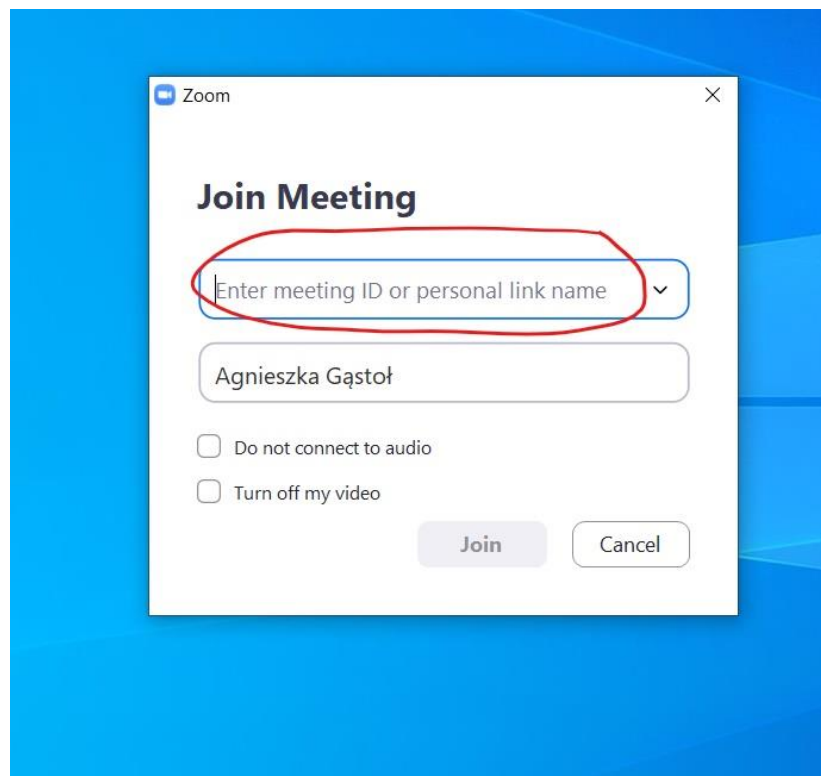 Zoom
Join Meeting
Enter meeting ID or personal link name
Agnieszka Gąstoł
Do not connect to audio
Turn off my video
Join
Cancel